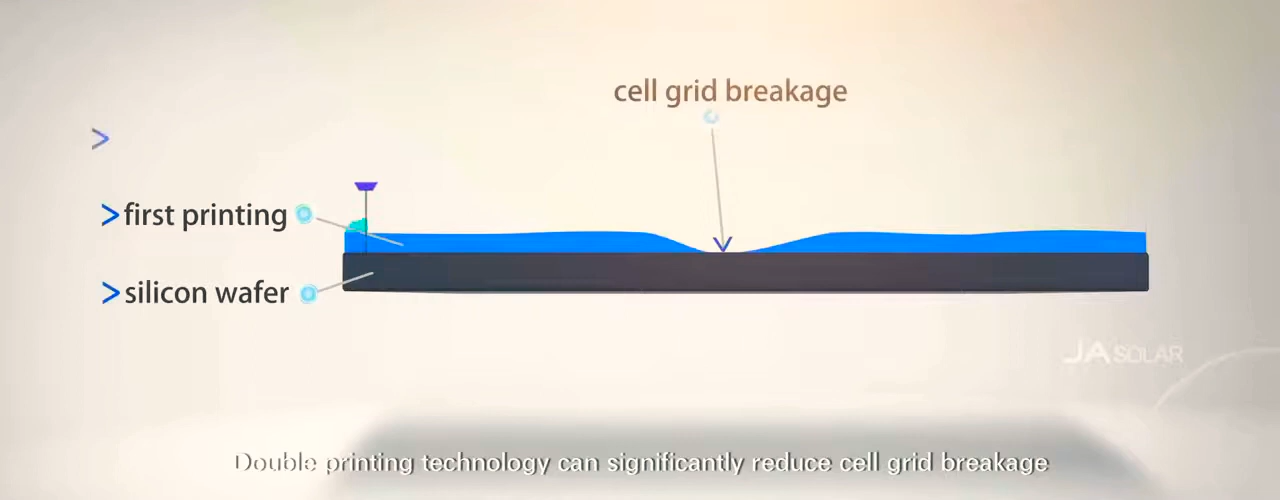 cell grid breakage
first printing
silicon wafer
JA SOLAR
Double printing technology can significantly reduce cell grid breakage